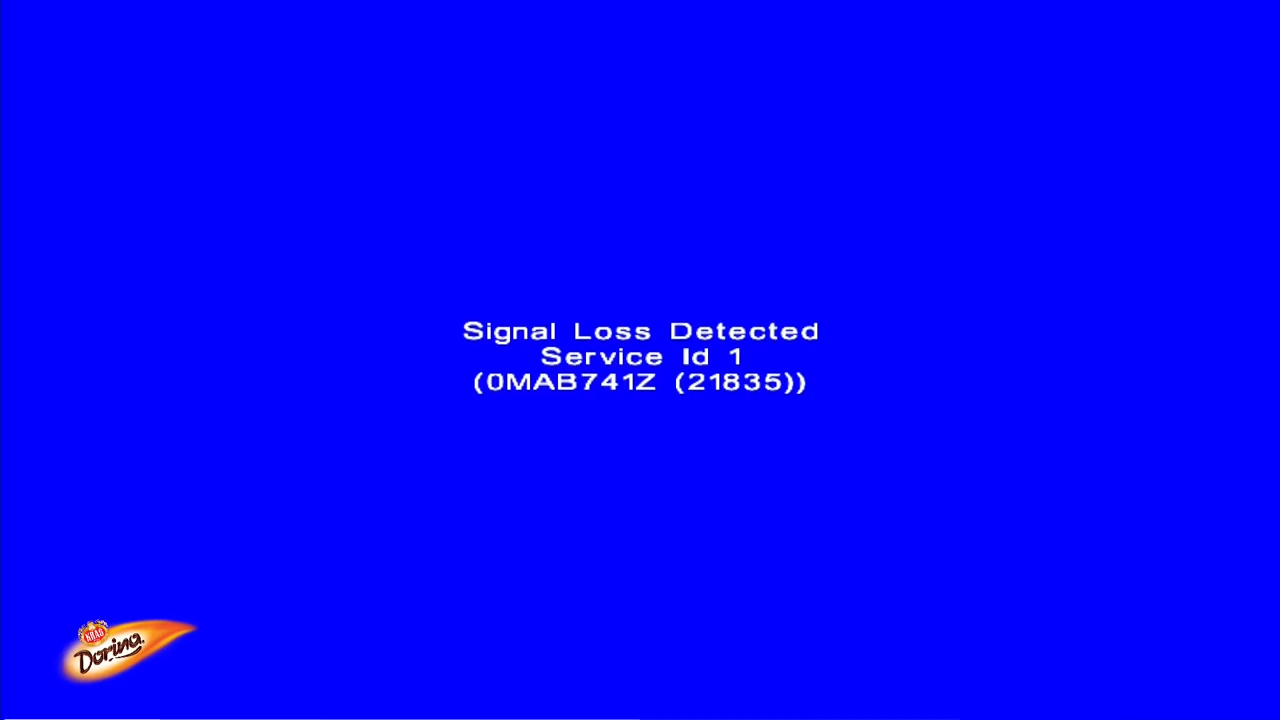 Signal Loss Detected
Service Id 1
(0MAB741Z (21835))
KRAŠ
Dorina